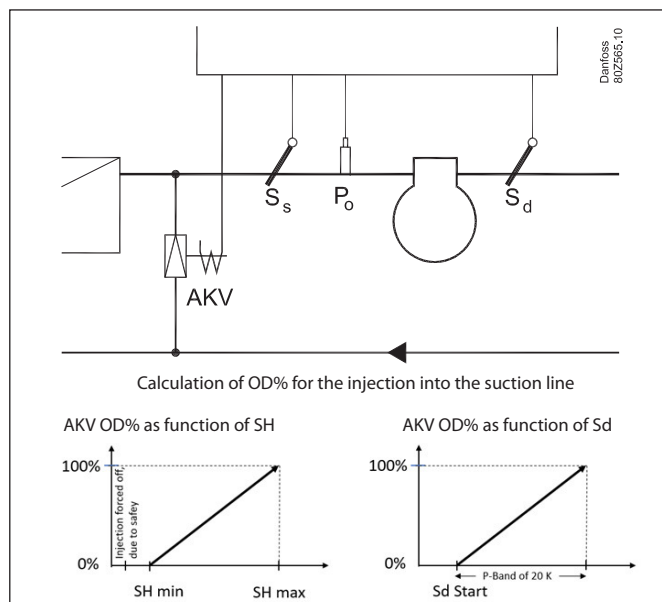 Danfoss
80Z565.10
Ss
Po
Sd
AKV
Calculation of OD% for the injection into the suction line
AKV OD% as function of SH
100%
Injection forced off,
due to safey
0%
SH min
SH max
AKV OD% as function of Sd
100%
0%
P-Band of 20 K
Sd Start